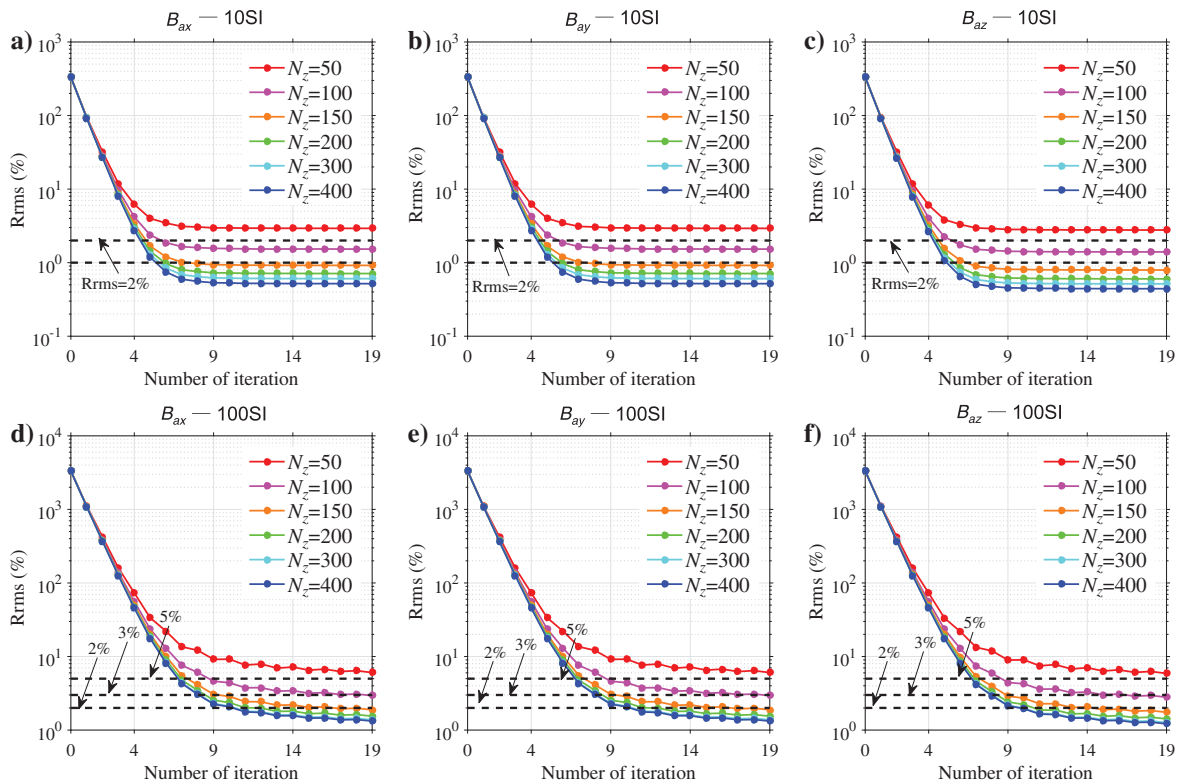 B_ax — 10SI
a)
10^3
10^2
10^1
10^0
10^-1
Rrms (%)
N_z=50
N_z=100
N_z=150
N_z=200
N_z=300
N_z=400
Rrms=2%
0 4 9 14 19
Number of iteration
B_ay — 10SI
b)
10^3
10^2
10^1
10^0
10^-1
Rrms (%)
N_z=50
N_z=100
N_z=150
N_z=200
N_z=300
N_z=400
Rrms=2%
0 4 9 14 19
Number of iteration
B_az — 10SI
c)
10^3
10^2
10^1
10^0
10^-1
Rrms (%)
N_z=50
N_z=100
N_z=150
N_z=200
N_z=300
N_z=400
Rrms=2%
0 4 9 14 19
Number of iteration
B_ax — 100SI
d)
10^4
10^3
10^2
10^1
10^0
Rrms (%)
N_z=50
N_z=100
N_z=150
N_z=200
N_z=300
N_z=400
2%
3%
5%
0 4 9 14 19
Number of iteration
B_ay — 100SI
e)
10^4
10^3
10^2
10^1
10^0
Rrms (%)
N_z=50
N_z=100
N_z=150
N_z=200
N_z=300
N_z=400
2%
3%
5%
0 4 9 14 19
Number of iteration
B_az — 100SI
f)
10^4
10^3
10^2
10^1
10^0
Rrms (%)
N_z=50
N_z=100
N_z=150
N_z=200
N_z=300
N_z=400
2%
3%
5%
0 4 9 14 19
Number of iteration